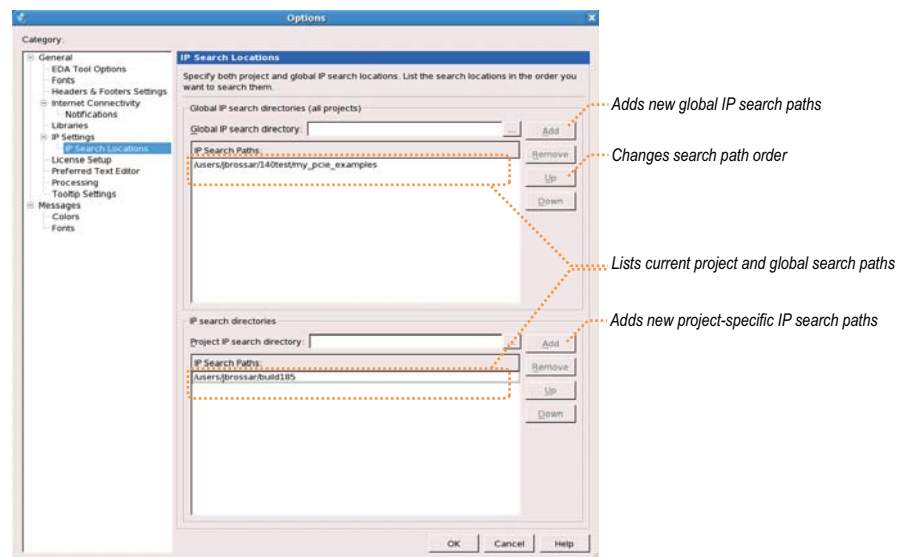 Options
Category:
General
EDA Tool Options
Fonts
Headers & Footers Settings
Internet Connectivity
Notifications
Libraries
IP Settings
IP Search Locations
License Setup
Preferred Text Editor
Processing
Tooltip Settings
Messages
Colors
Fonts
IP Search Locations
Specify both project and global IP search locations. List the search locations in the order you
want to search them.
Global IP search directories (all projects)
Global IP search directory:
...
Add
IP Search Paths:
/users/jbrossar/140test/my_pcie_examples
Remove
Up
Down
IP search directories
Project IP search directory:
...
Add
IP Search Paths:
/users/jbrossar/build185
Remove
Up
Down
OK
Cancel
Help
Adds new global IP search paths
Changes search path order
Lists current project and global search paths
Adds new project-specific IP search paths